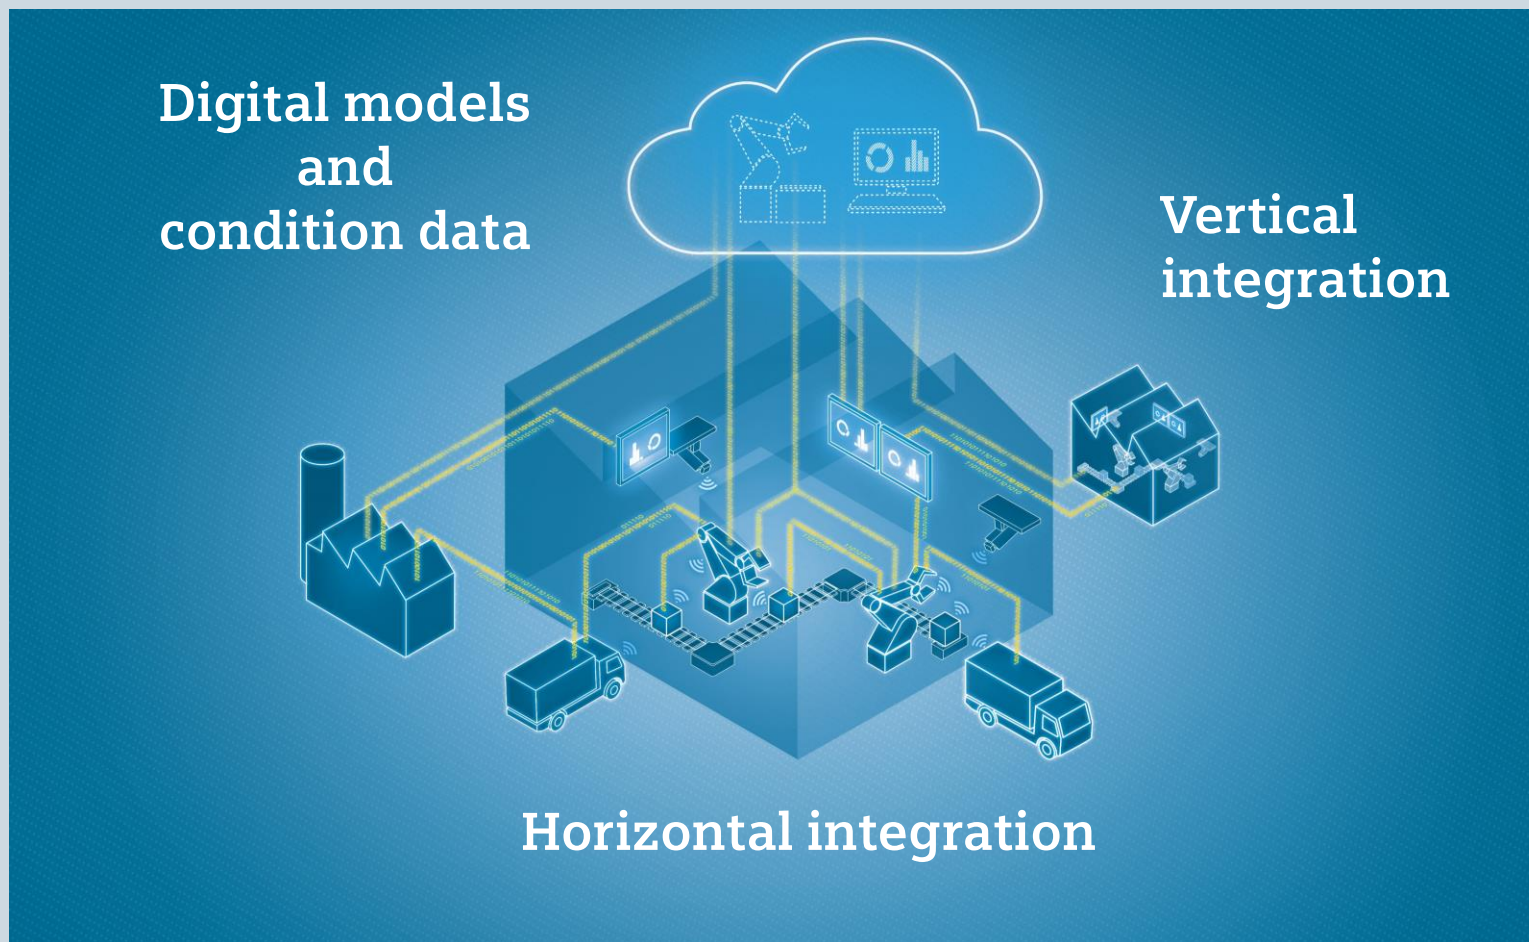 Digital models
and
condition data
Vertical
integration
Horizontal integration